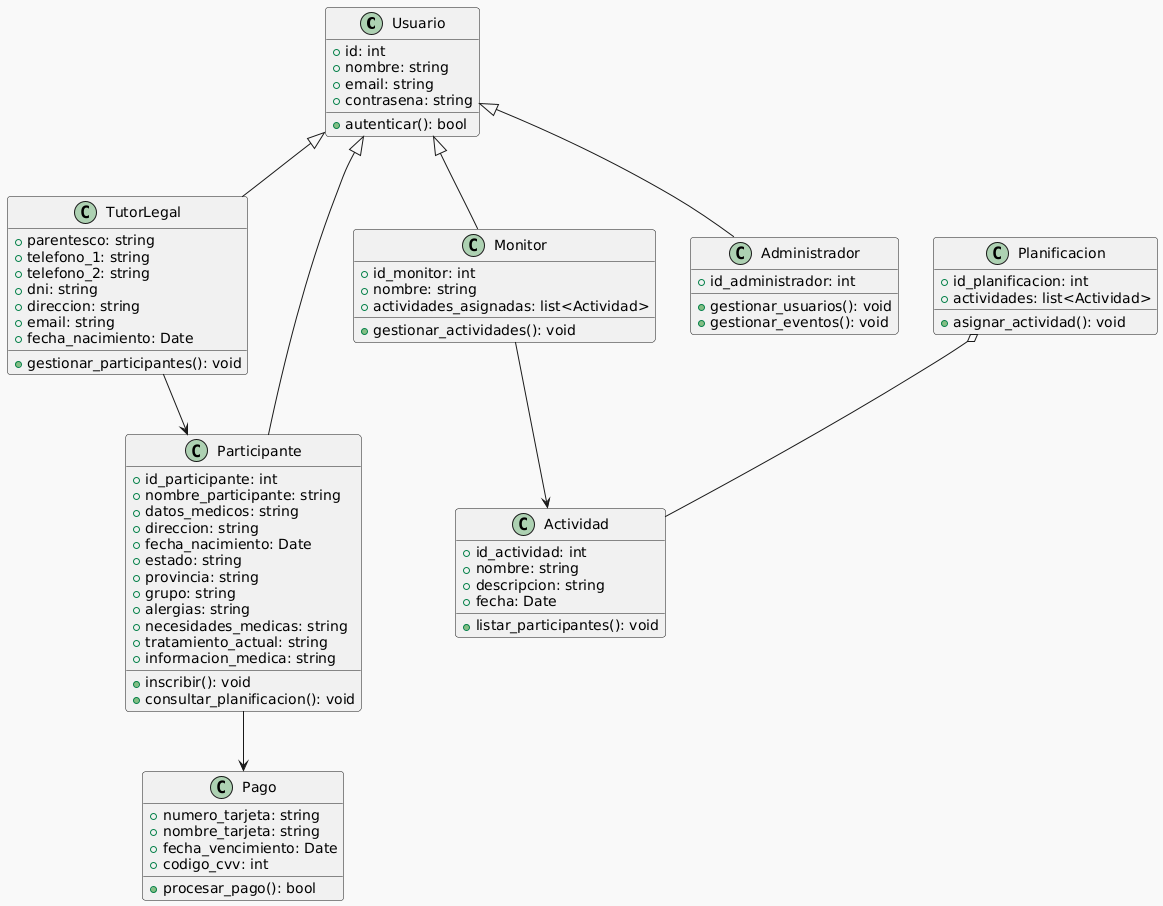 C Usuario
id: int
nombre: string
email: string
contrasena: string
autenticar(): bool
C TutorLegal
parentesco: string
telefono_1: string
telefono_2: string
dni: string
direccion: string
email: string
fecha_nacimiento: Date
gestionar_participantes(): void
C Monitor
id_monitor: int
nombre: string
actividades_asignadas: list<Actividad>
gestionar_actividades(): void
C Administrador
id_administrador: int
gestionar_usuarios(): void
gestionar_eventos(): void
C Planificacion
id_planificacion: int
actividades: list<Actividad>
asignar_actividad(): void
C Participante
id_participante: int
nombre_participante: string
datos_medicos: string
direccion: string
fecha_nacimiento: Date
estado: string
provincia: string
grupo: string
alergias: string
necesidades_medicas: string
tratamiento_actual: string
informacion_medica: string
inscribir(): void
consultar_planificacion(): void
C Actividad
id_actividad: int
nombre: string
descripcion: string
fecha: Date
listar_participantes(): void
C Pago
numero_tarjeta: string
nombre_tarjeta: string
fecha_vencimiento: Date
codigo_cvv: int
procesar_pago(): bool